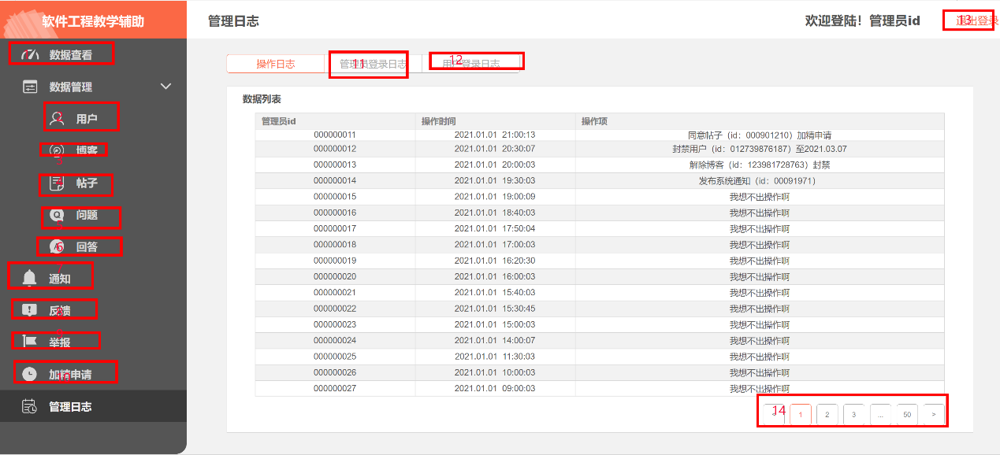 软件工程教学辅助
管理日志
欢迎登陆！管理员id
13
退出登录
数据查看
数据管理
用户
博客
3
帖子
问题
6
回答
7
通知
8
反馈
9
举报
10
加精申请
管理日志
操作日志
11
管理员登录日志
12
用户登录日志
数据列表
管理员id 操作时间 操作项
000000011 2021.01.01 21:00:13 同意帖子（id：000901210）加精申请
000000012 2021.01.01 20:30:07 封禁用户（id：012739876187）至2021.03.07
000000013 2021.01.01 20:00:03 解除博客（id：123981728763）封禁
000000014 2021.01.01 19:30:03 发布系统通知（id：00091971）
000000015 2021.01.01 19:00:09 我想不出操作啊
000000016 2021.01.01 18:40:03 我想不出操作啊
000000017 2021.01.01 17:50:04 我想不出操作啊
000000018 2021.01.01 17:00:03 我想不出操作啊
000000019 2021.01.01 16:20:30 我想不出操作啊
000000020 2021.01.01 16:00:03 我想不出操作啊
000000021 2021.01.01 15:40:03 我想不出操作啊
000000022 2021.01.01 15:30:45 我想不出操作啊
000000023 2021.01.01 15:00:03 我想不出操作啊
000000024 2021.01.01 14:00:07 我想不出操作啊
000000025 2021.01.01 11:30:03 我想不出操作啊
000000026 2021.01.01 10:00:03 我想不出操作啊
000000027 2021.01.01 09:00:03 我想不出操作啊
14
1 2 3 ... 50 >